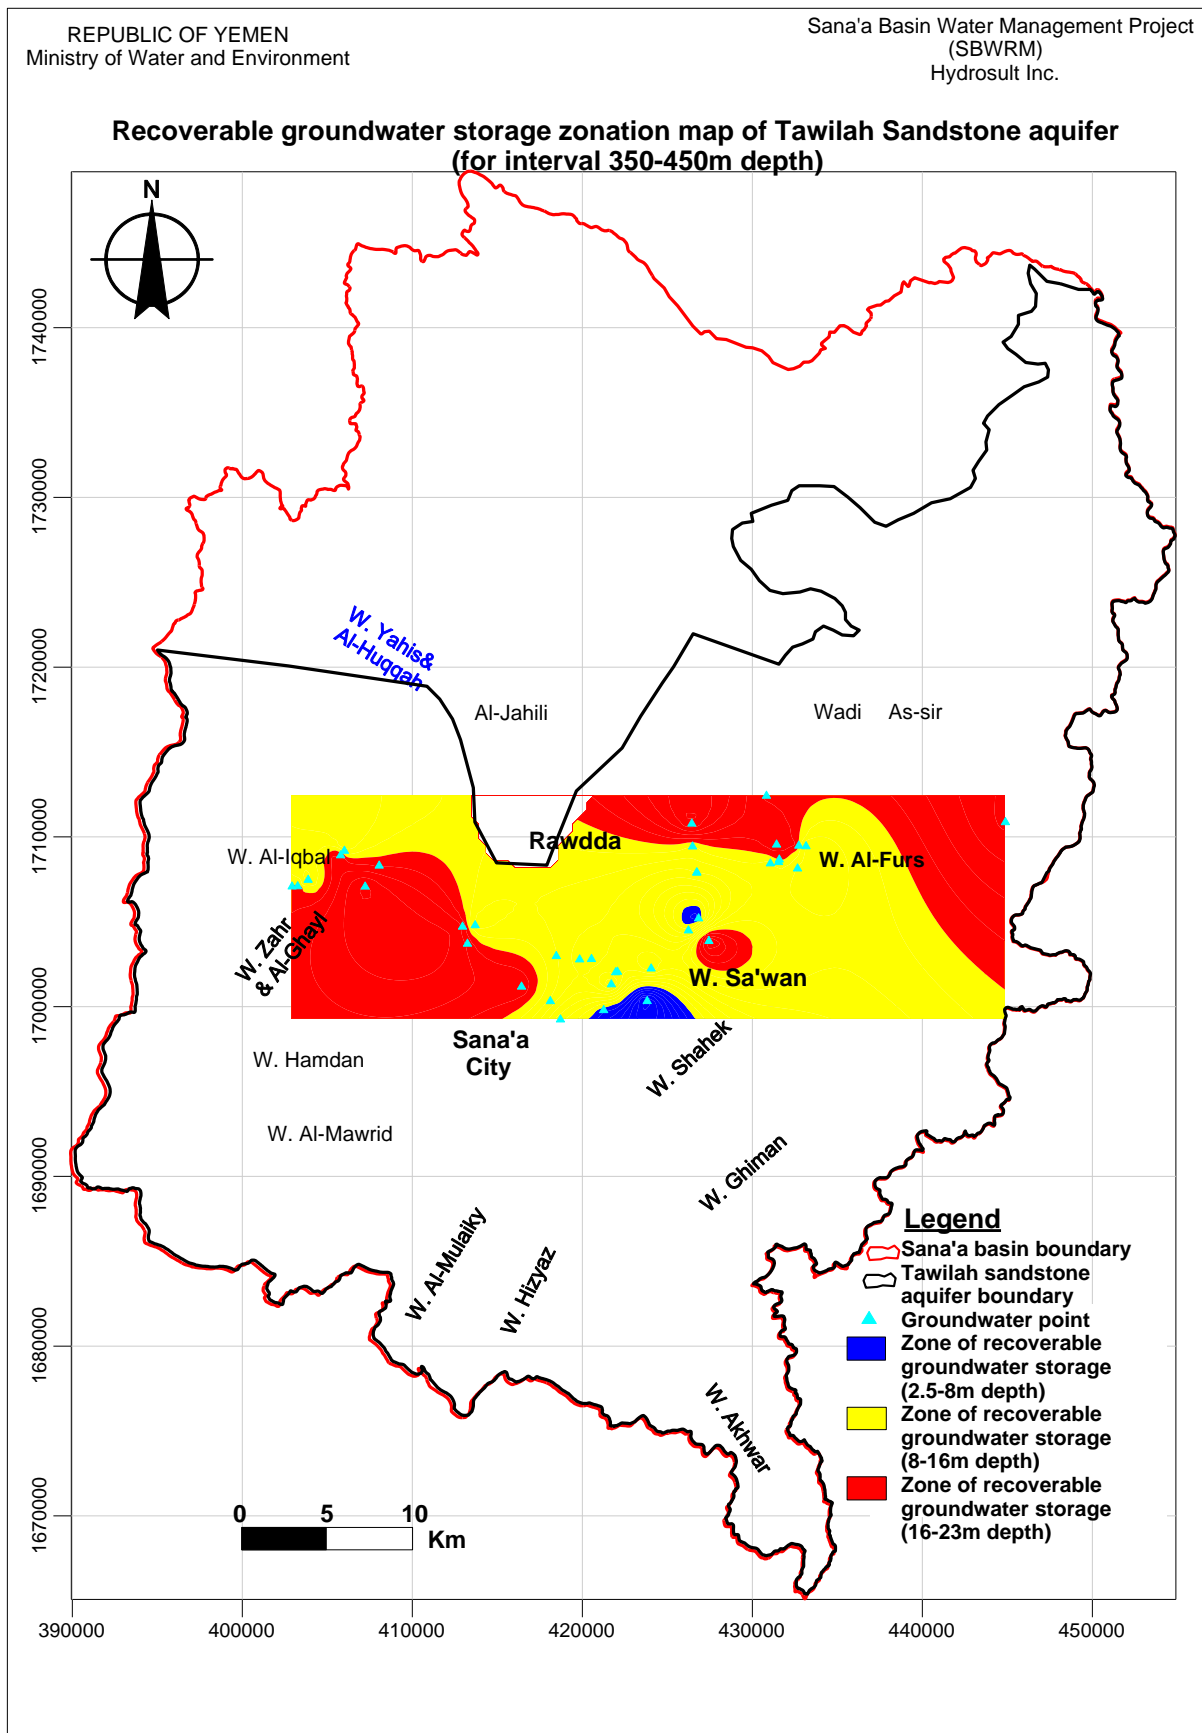 REPUBLIC OF YEMEN
Ministry of Water and Environment
Sana'a Basin Water Management Project
(SBWRM)
Hydrosult Inc.
Recoverable groundwater storage zonation map of Tawilah Sandstone aquifer
(for interval 350-450m depth)
N
1740000
1730000
1720000
1710000
1700000
1690000
1680000
1670000
W. Yahis&
Al-Huqqah
Al-Jahili
Wadi As-sir
Rawdda
W. Al-Iqbal
W. Al-Furs
W. Zahr
& Al-Ghayl
W. Sa'wan
Sana'a
City
W. Shahek
W. Hamdan
W. Al-Mawrid
W. Ghiman
W. Al-Mulaiky
W. Hizyaz
W. Akhwar
Legend
Sana'a basin boundary
Tawilah sandstone
aquifer boundary
Groundwater point
Zone of recoverable
groundwater storage
(2.5-8m depth)
Zone of recoverable
groundwater storage
(8-16m depth)
Zone of recoverable
groundwater storage
(16-23m depth)
0 5 10
Km
390000 400000 410000 420000 430000 440000 450000